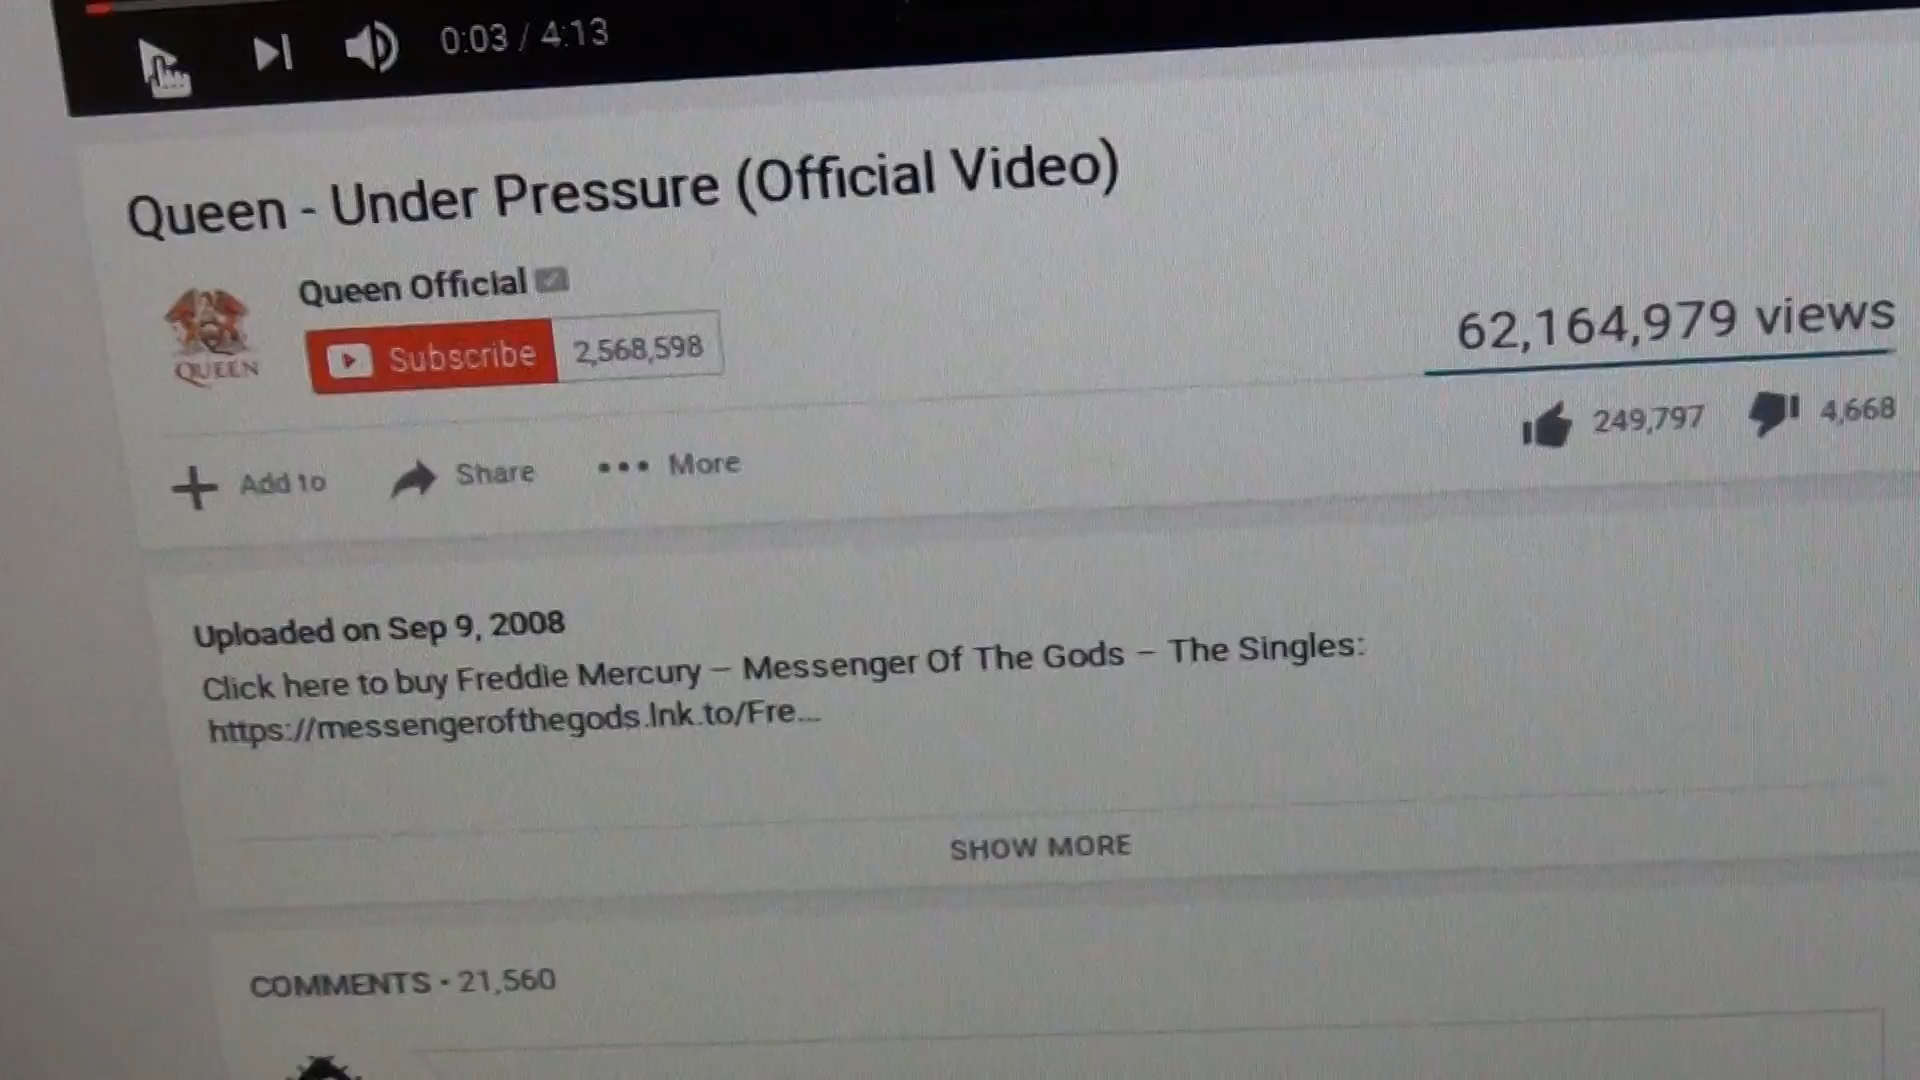 0:03 / 4:13
Queen - Under Pressure (Official Video)
Queen Official
QUEEN
Subscribe 2,568,598
62,164,979 views
249,797 4,668
Add to Share More
Uploaded on Sep 9, 2008
Click here to buy Freddie Mercury – Messenger Of The Gods – The Singles:
https://messengerofthegods.lnk.to/Fre...
SHOW MORE
COMMENTS • 21,560